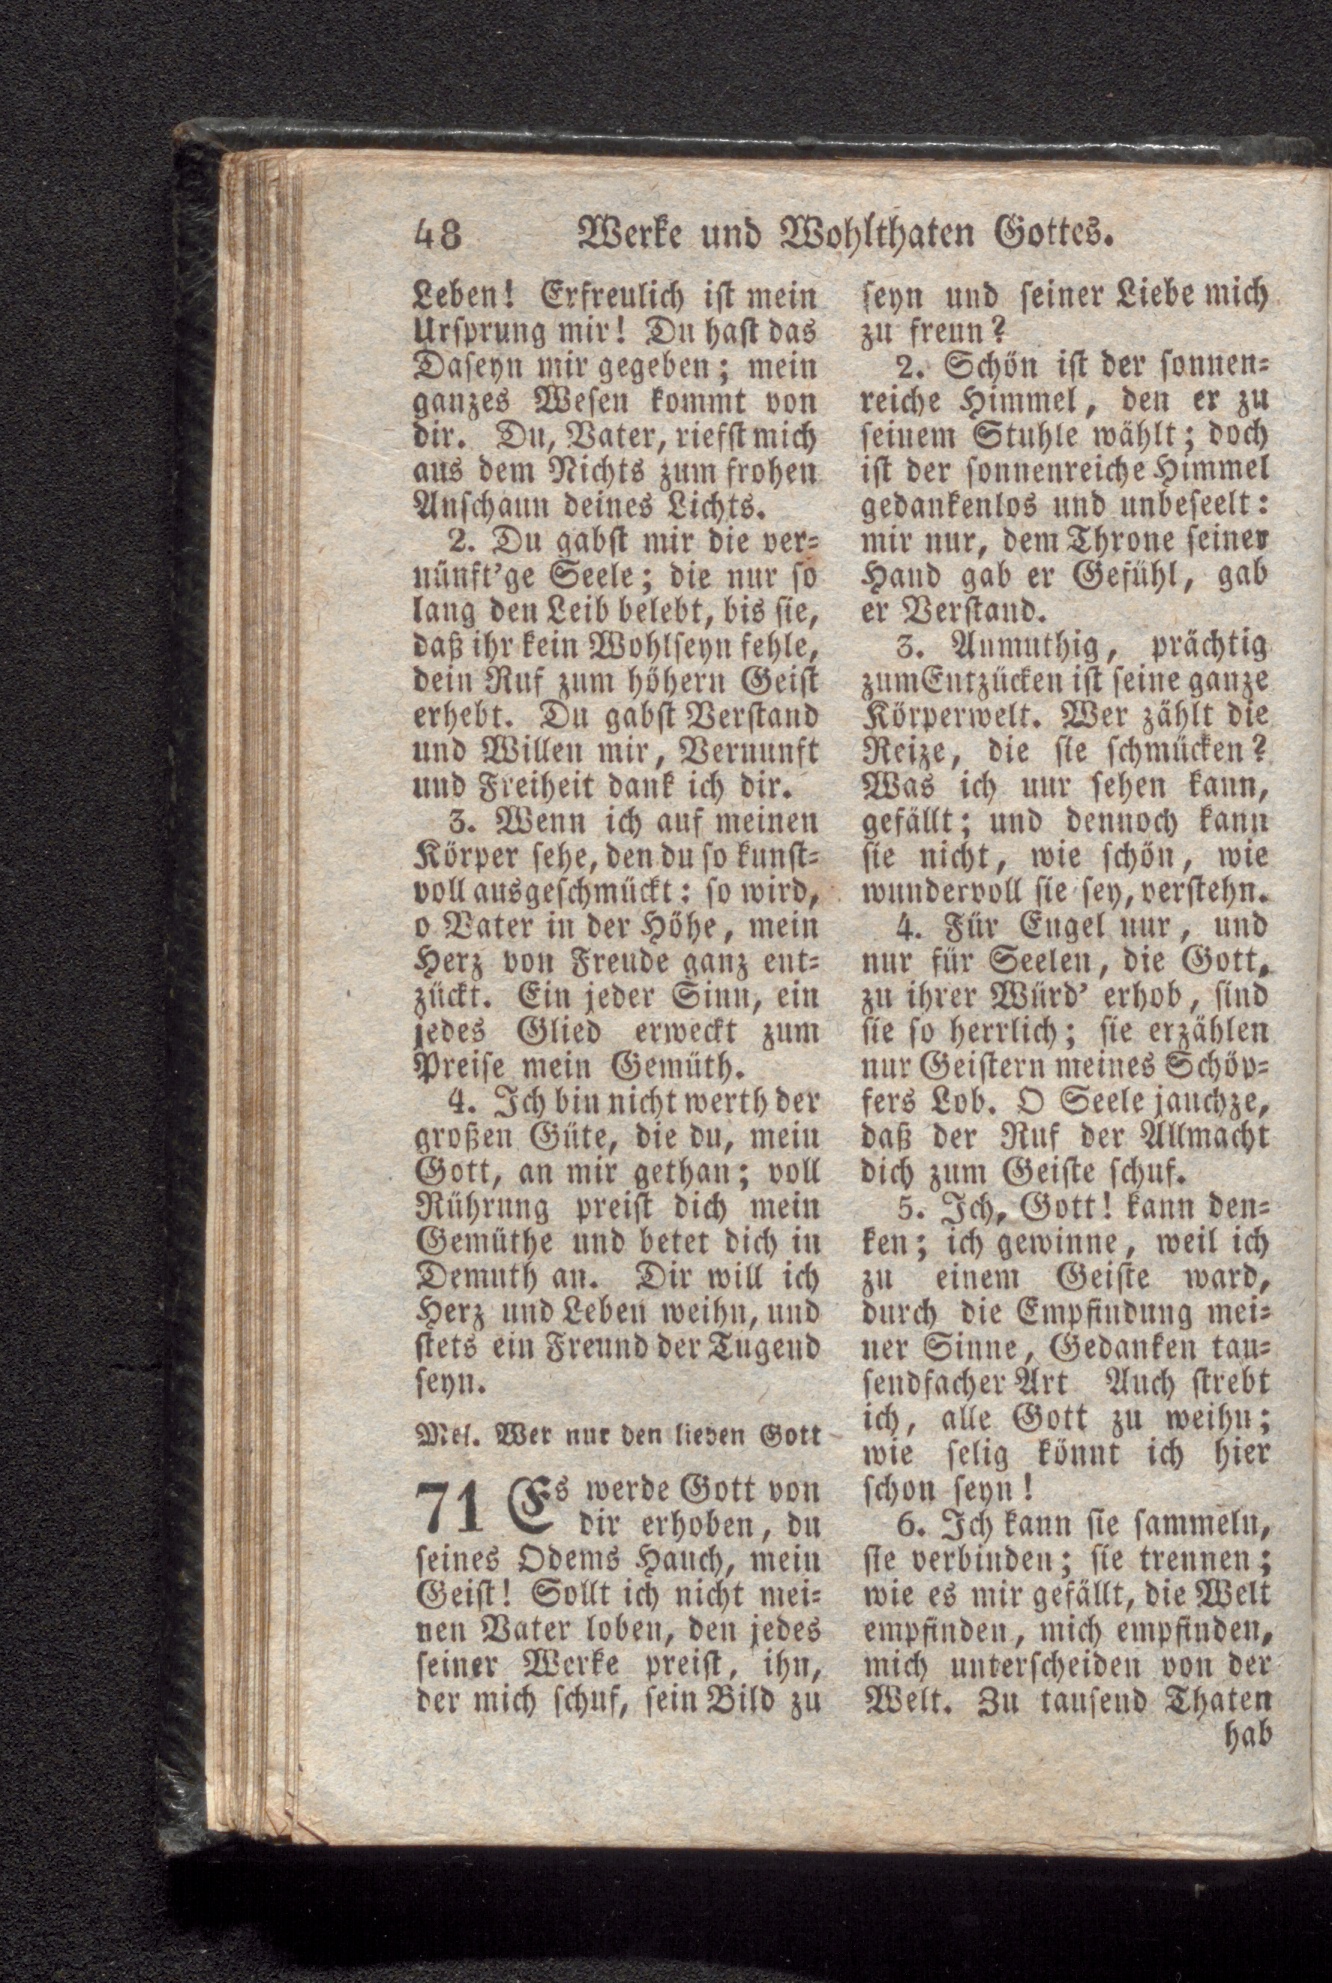 48 Werke und Wohlthaten Gottes.
Leben! Erfreulich ist mein
Ursprung mir! Du hast das
Daseyn mir gegeben; mein
ganzes Wesen kommt von
dir. Du, Vater, riefst mich
aus dem Nichts zum frohen
Anschaun deines Lichts.
2. Du gabst mir die ver-
nünft'ge Seele; die nur so
lang den Leib belebt, bis sie,
daß ihr kein Wohlseyn fehle,
dein Ruf zum höhern Geist
erhebt. Du gabst Verstand
und Willen mir, Vernunft
und Freiheit dank ich dir.
3. Wenn ich auf meinen
Körper sehe, den du so kunst-
voll ausgeschmückt: so wird,
o Vater in der Höhe, mein
Herz von Freude ganz ent-
zückt. Ein jeder Sinn, ein
jedes Glied erweckt zum
Preise mein Gemüth.
4. Ich bin nicht werth der
großen Güte, die du, mein
Gott, an mir gethan; voll
Rührung preist dich mein
Gemüthe und betet dich in
Demuth an. Dir will ich
Herz und Leben weihn, und
stets ein Freund der Tugend
seyn.
Mel. Wer nur den lieben Gott
71 Es werde Gott von
dir erhoben, du
seines Odems Hauch, mein
Geist! Sollt ich nicht mei-
nen Vater loben, den jedes
seiner Werke preist, ihn,
der mich schuf, sein Bild zu
seyn und seiner Liebe mich
zu freun?
2. Schön ist der sonnen-
reiche Himmel, den er zu
seinem Stuhle wählt; doch
ist der sonnenreiche Himmel
gedankenlos und unbeseelt:
mir nur, dem Throne seiner
Hand gab er Gefühl, gab
er Verstand.
3. Anmuthig, prächtig
zum Entzücken ist seine ganze
Körperwelt. Wer zählt die
Reize, die sie schmücken?
Was ich nur sehen kann,
gefällt; und dennoch kann
sie nicht, wie schön, wie
wundervoll sie sey, verstehn.
4. Für Engel nur, und
nur für Seelen, die Gott,
zu ihrer Würd' erhob, sind
sie so herrlich; sie erzählen
nur Geistern meines Schöp-
fers Lob. O Seele jauchze,
daß der Ruf der Allmacht
dich zum Geiste schuf.
5. Ich, Gott! kann den-
ken; ich gewinne, weil ich
zu einem Geiste ward,
durch die Empfindung mei-
ner Sinne, Gedanken tau-
sendfacher Art Auch strebt
ich, alle Gott zu weihn;
wie selig könnt ich hier
schon seyn!
6. Ich kann sie sammeln,
sie verbinden; sie trennen;
wie es mir gefällt, die Welt
empfinden, mich empfinden,
mich unterscheiden von der
Welt. Zu tausend Thaten
hab